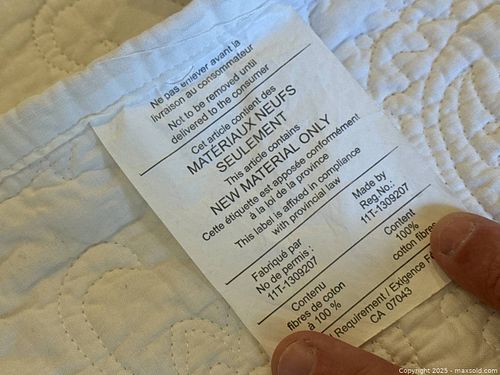 Ne pas enlever avant la
livraison au consommateur
Not to be removed until
delivered to the consumer
Cet article contient des
MATÉRIAUX NEUFS
SEULEMENT
This article contains
NEW MATERIAL ONLY
Cette étiquette est apposée conformément
à la loi de la province
This label is affixed in compliance
with provincial law
Fabriqué par
No de permis :
11T-1309207
Made by
Reg No.:
11T-1309207
Contenu
fibres de coton
à 100 %
Content
100%
cotton fibres
Requirement / Exigence
CA 07043
Copyright 2025 - maxsold.com